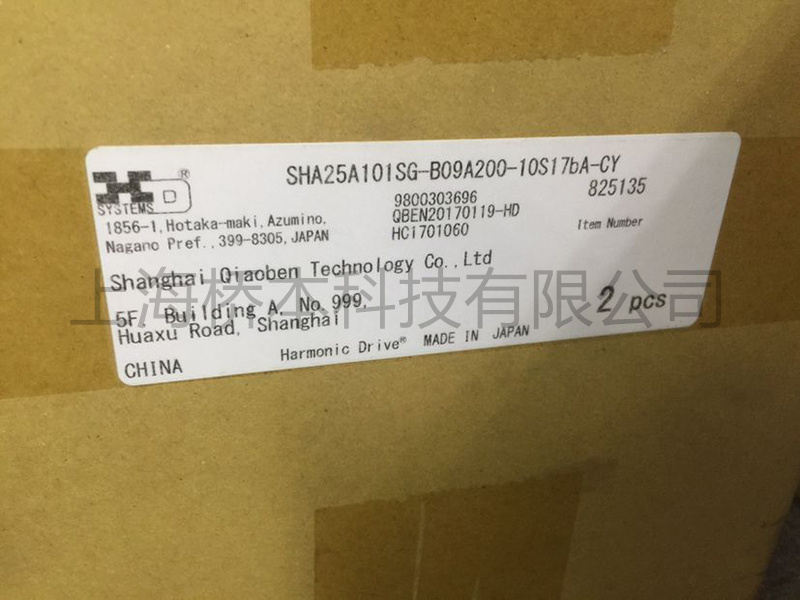 SHA25A101SG-B09A200-10S17bA-CY
HD
®
SYSTEMS
1856-1,Hotaka-maki,Azumino,
Nagano Pref.,399-8305,JAPAN
9800303696
QBEN20170119-HD
HC1701060
825135
Item Number
Shanghai Qiaoben Technology Co.,Ltd
上海桥本科技有限公司
5F, Building A, No.999,
Huaxu Road, Shanghai
2 pcs
CHINA
Harmonic Drive® MADE IN JAPAN